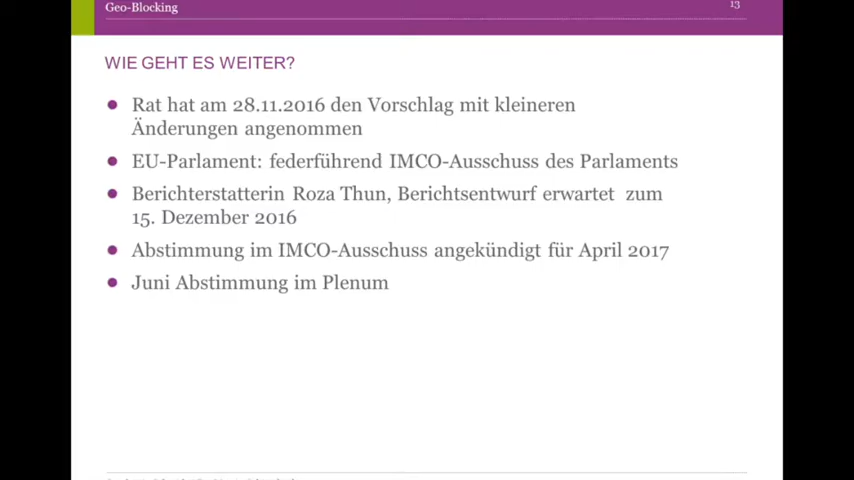 Geo-Blocking
13
WIE GEHT ES WEITER?
Rat hat am 28.11.2016 den Vorschlag mit kleineren
Änderungen angenommen
EU-Parlament: federführend IMCO-Ausschuss des Parlaments
Berichterstatterin Roza Thun, Berichtsentwurf erwartet zum
15. Dezember 2016
Abstimmung im IMCO-Ausschuss angekündigt für April 2017
Juni Abstimmung im Plenum